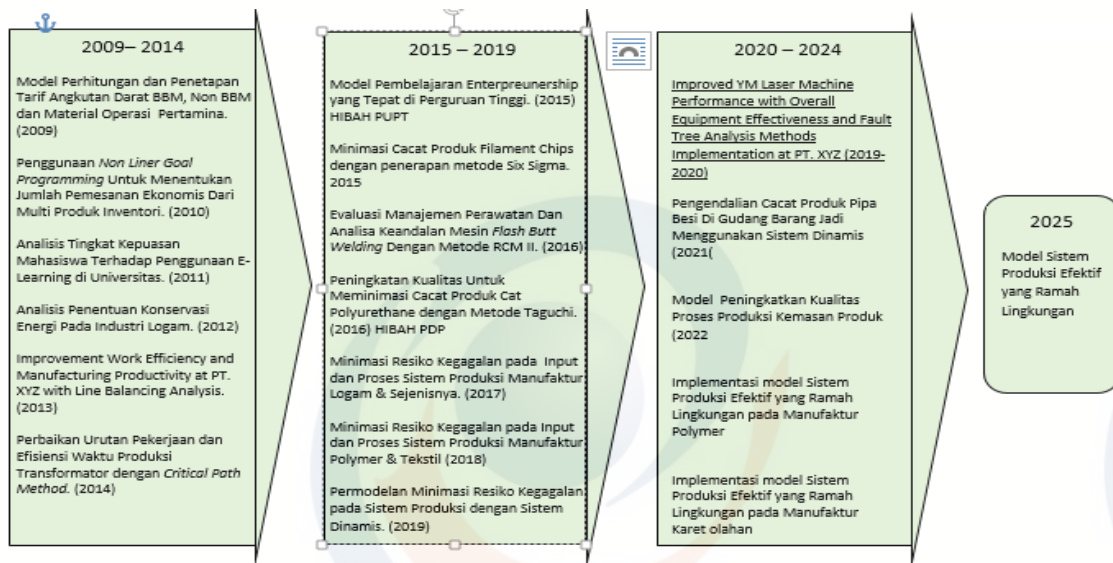 2009– 2014
Model Perhitungan dan Penetapan
Tarif Angkutan Darat BBM, Non BBM
dan Material Operasi Pertamina.
(2009)
Penggunaan Non Liner Goal
Programming Untuk Menentukan
Jumlah Pemesanan Ekonomis Dari
Multi Produk Inventori. (2010)
Analisis Tingkat Kepuasan
Mahasiswa Terhadap Penggunaan E-
Learning di Universitas. (2011)
Analisis Penentuan Konservasi
Energi Pada Industri Logam. (2012)
Improvement Work Efficiency and
Manufacturing Productivity at PT.
XYZ with Line Balancing Analysis.
(2013)
Perbaikan Urutan Pekerjaan dan
Efisiensi Waktu Produksi
Transformator dengan Critical Path
Method. (2014)
2015 – 2019
Model Pembelajaran Enterpreunership
yang Tepat di Perguruan Tinggi. (2015)
HIBAH PUPT
Minimasi Cacat Produk Filament Chips
dengan penerapan metode Six Sigma.
2015
Evaluasi Manajemen Perawatan Dan
Analisa Keandalan Mesin Flash Butt
Welding Dengan Metode RCM II. (2016)
Peningkatan Kualitas Untuk
Meminimasi Cacat Produk Cat
Polyurethane dengan Metode Taguchi.
(2016) HIBAH PDP
Minimasi Resiko Kegagalan pada Input
dan Proses Sistem Produksi Manufaktur
Logam & Sejenisnya. (2017)
Minimasi Resiko Kegagalan pada Input
dan Proses Sistem Produksi Manufaktur
Polymer & Tekstil (2018)
Permodelan Minimasi Resiko Kegagalan
pada Sistem Produksi dengan Sistem
Dinamis. (2019)
2020 – 2024
Improved YM Laser Machine
Performance with Overall
Equipment Effectiveness and Fault
Tree Analysis Methods
Implementation at PT. XYZ (2019-
2020)
Pengendalian Cacat Produk Pipa
Besi Di Gudang Barang Jadi
Menggunakan Sistem Dinamis
(2021(
Model Peningkatkan Kualitas
Proses Produksi Kemasan Produk
(2022
Implementasi model Sistem
Produksi Efektif yang Ramah
Lingkungan pada Manufaktur
Polymer
Implementasi model Sistem
Produksi Efektif yang Ramah
Lingkungan pada Manufaktur
Karet olahan
2025
Model Sistem
Produksi Efektif
yang Ramah
Lingkungan